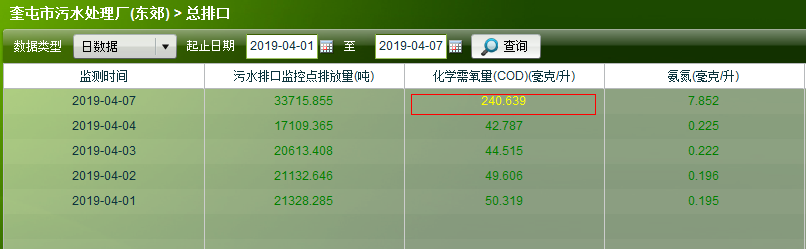 奎屯市污水处理厂(东郊) > 总排口
数据类型 日数据 起止日期 2019-04-01 至 2019-04-07 查询
监测时间 污水排口监控点排放量(吨) 化学需氧量(COD)(毫克/升) 氨氮(毫克/升)
2019-04-07 33715.855 240.639 7.852
2019-04-04 17109.365 42.787 0.225
2019-04-03 20613.408 44.515 0.222
2019-04-02 21132.646 49.606 0.196
2019-04-01 21328.285 50.319 0.195